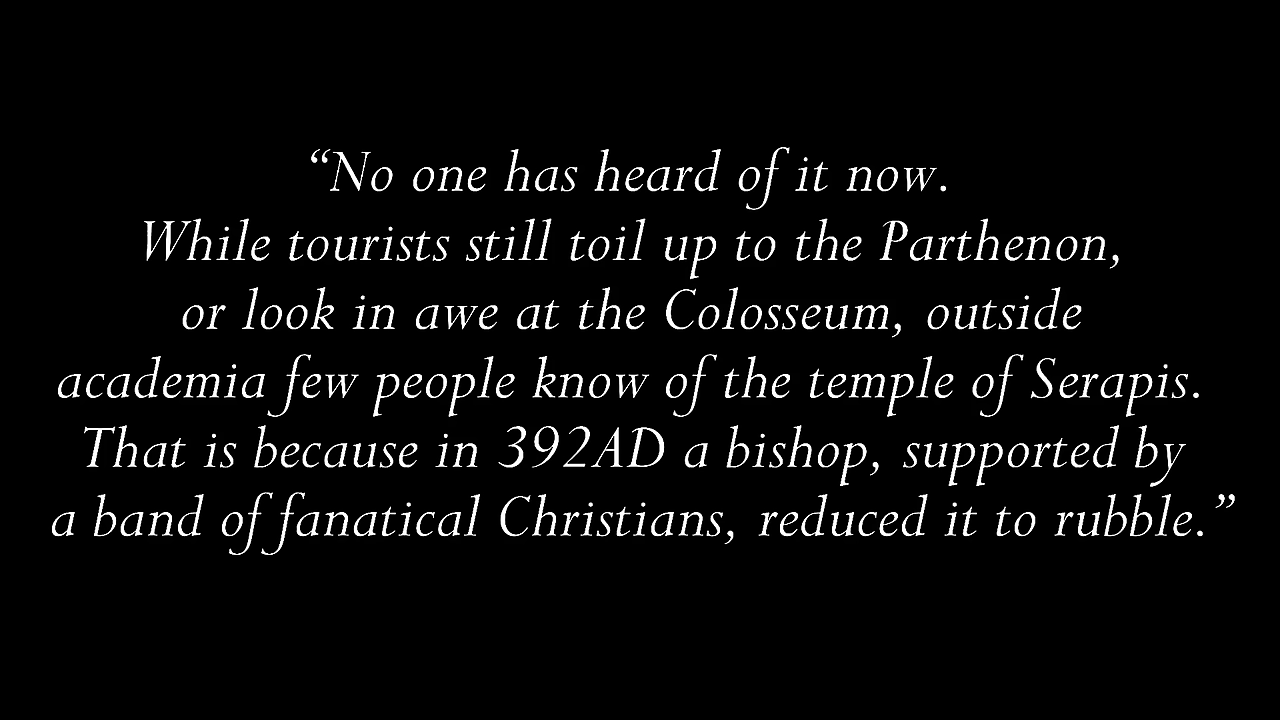 “No one has heard of it now.
While tourists still toil up to the Parthenon,
or look in awe at the Colosseum, outside
academia few people know of the temple of Serapis.
That is because in 392AD a bishop, supported by
a band of fanatical Christians, reduced it to rubble.”